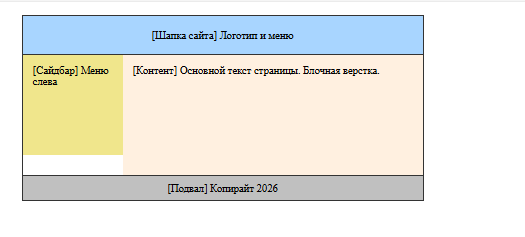 [Шапка сайта] Логотип и меню
[Сайдбар] Меню
слева
[Контент] Основной текст страницы. Блочная верстка.
[Подвал] Копирайт 2026